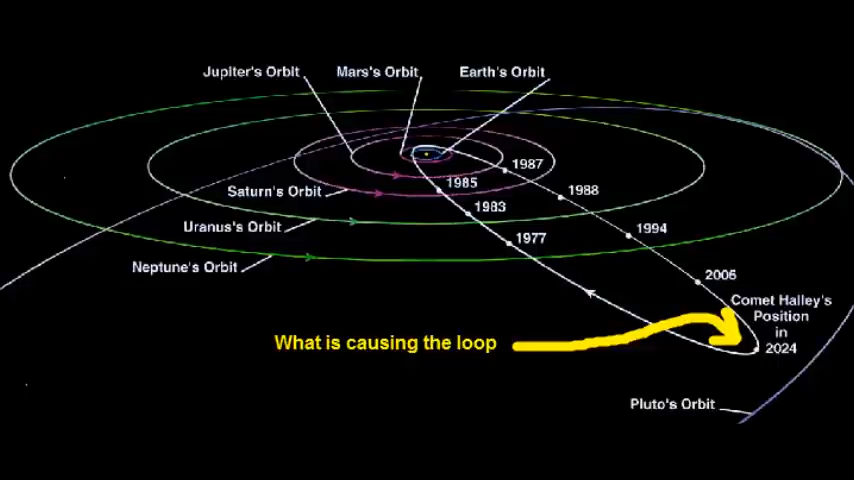 Jupiter's Orbit
Mars's Orbit
Earth's Orbit
1987
1985
1988
Saturn's Orbit
1983
Uranus's Orbit
1994
1977
Neptune's Orbit
2005
Comet Halley's
Position
in
2024
What is causing the loop
Pluto's Orbit